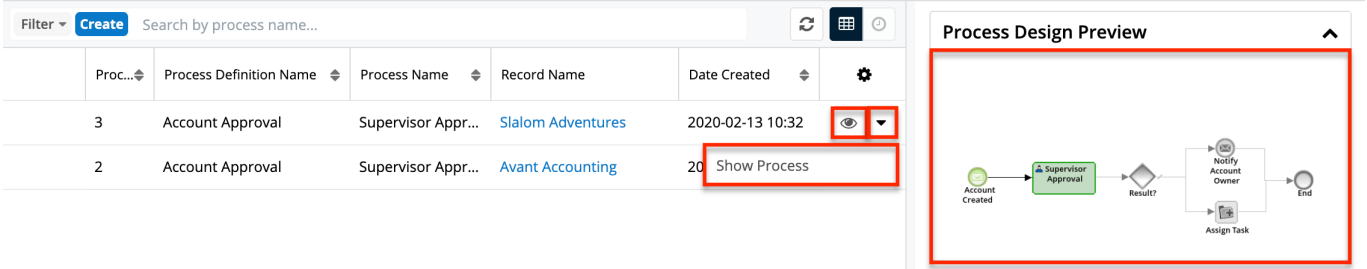 Filter Create Search by process name...
Process Design Preview
Proc... Process Definition Name Process Name Record Name Date Created
3 Account Approval Supervisor Appr... Slalom Adventures 2020-02-13 10:32
2 Account Approval Supervisor Appr... Avant Accounting 20
Show Process
Account
Created
Supervisor
Approval
Result?
Notify
Account
Owner
Assign Task
End